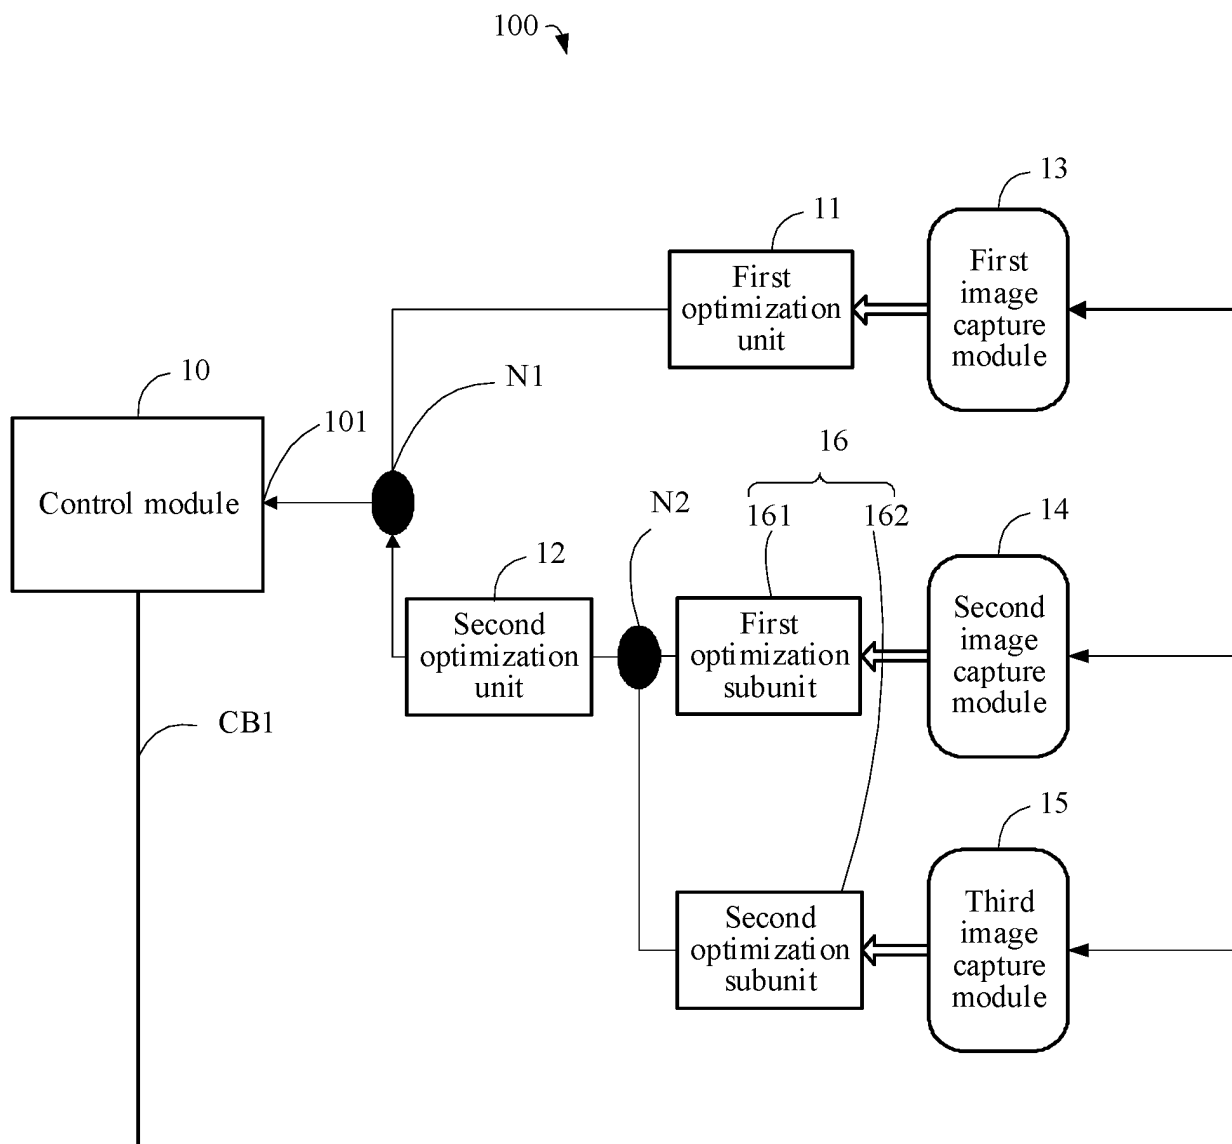 100
13
11
First
image
capture
module
First
optimization
unit
10
N1
101
16
Control module
N2
161
162
14
12
Second
image
capture
module
First
optimization
subunit
Second
optimization
unit
CB1
15
Third
image
capture
module
Second
optimization
subunit